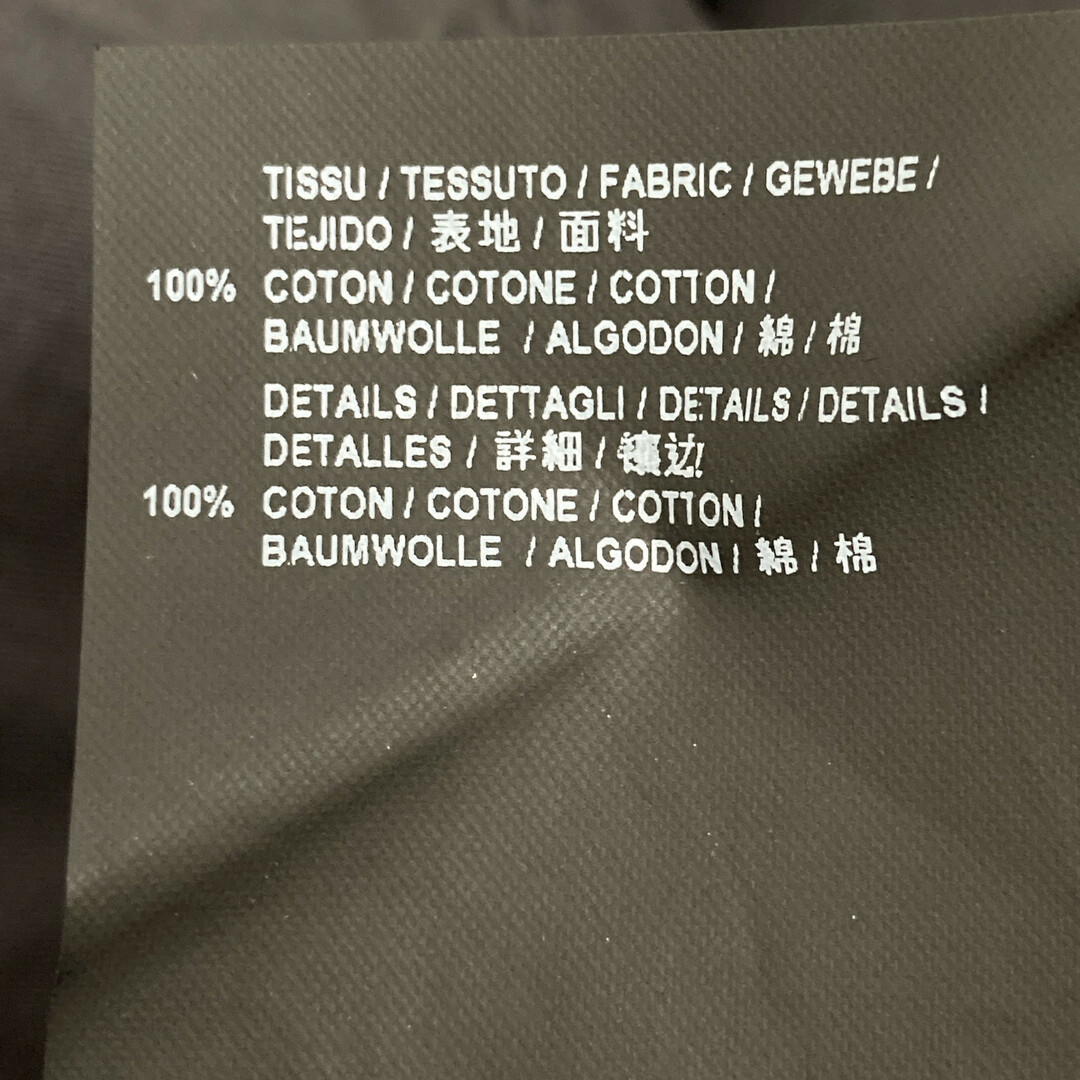 TISSU / TESSUTO / FABRIC / GEWEBE /
TEJIDO / 表地 / 面料
100% COTON / COTONE / COTTON /
BAUMWOLLE / ALGODON / 綿 / 棉
DETAILS / DETTAGLI / DETAILS / DETAILS /
DETALLES / 詳細 / 镶边
100% COTON / COTONE / COTTON /
BAUMWOLLE / ALGODON / 綿 / 棉